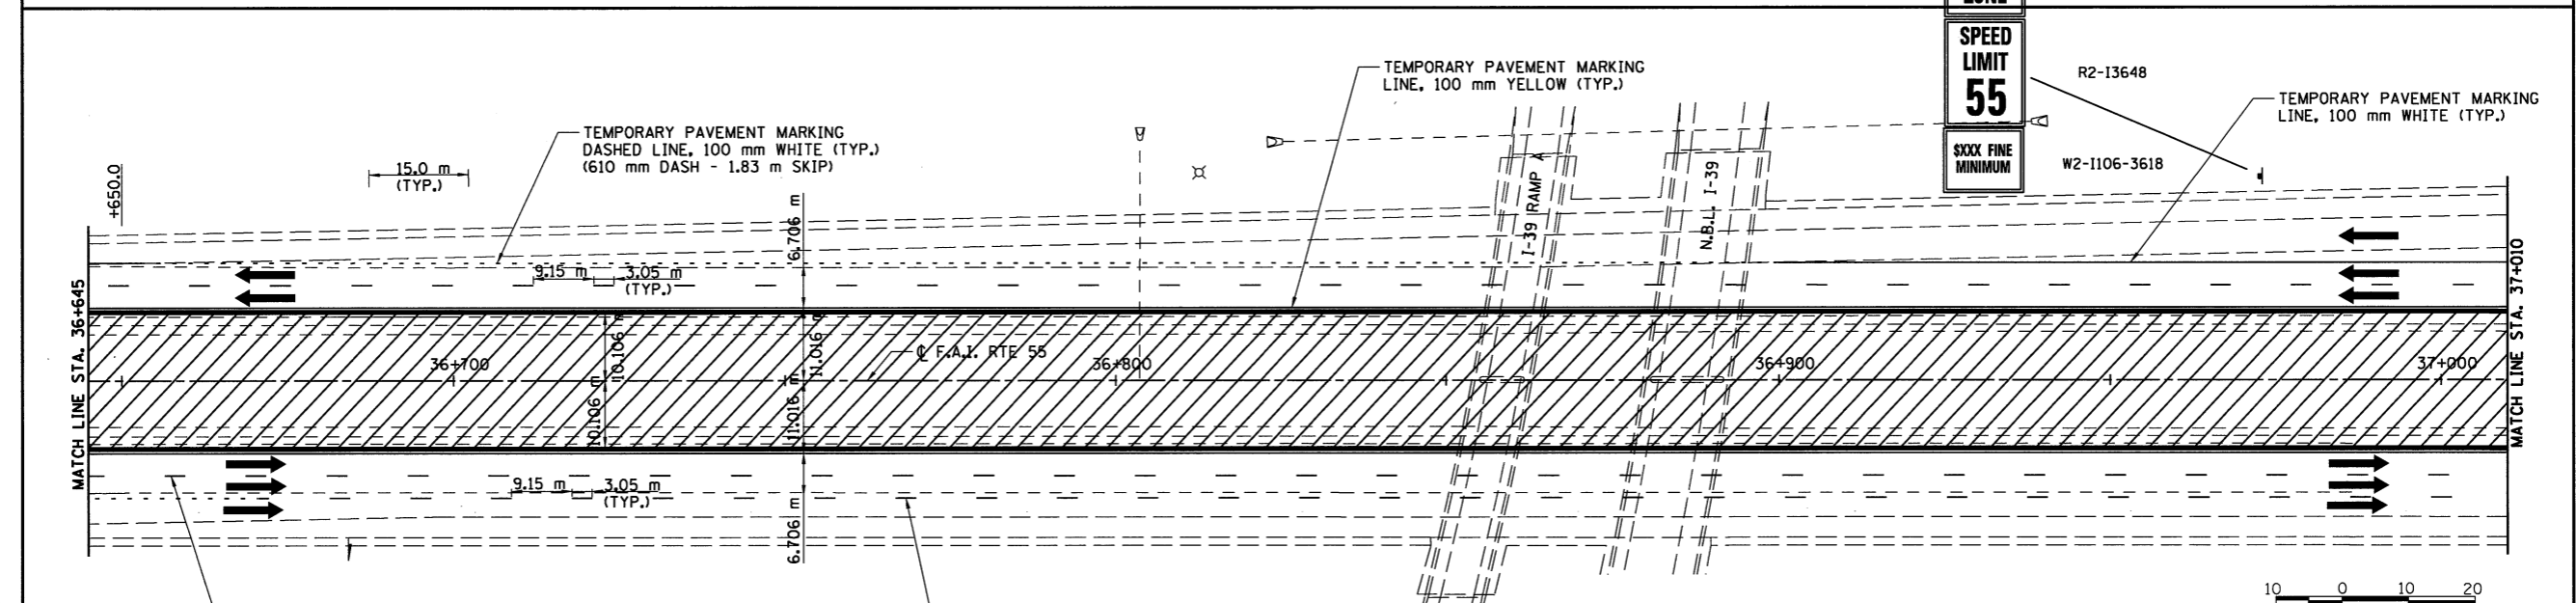 SPEED
LIMIT
55
$XXX FINE
MINIMUM
R2-I3648
W2-I106-3618
TEMPORARY PAVEMENT MARKING
LINE, 100 mm YELLOW (TYP.)
TEMPORARY PAVEMENT MARKING
LINE, 100 mm WHITE (TYP.)
TEMPORARY PAVEMENT MARKING
DASHED LINE, 100 mm WHITE (TYP.)
(610 mm DASH - 1.83 m SKIP)
+650.0
15.0 m
(TYP.)
6.706 m
I-39 RAMP A
N.B.L. I-39
9.15 m
3.05 m
(TYP.)
MATCH LINE STA. 36+645
MATCH LINE STA. 37+010
10.106 m
11.016 m
℄ F.A.I. RTE 55
36+700
36+800
36+900
37+000
10.106 m
11.016 m
9.15 m
3.05 m
(TYP.)
6.706 m
10 0 10 20